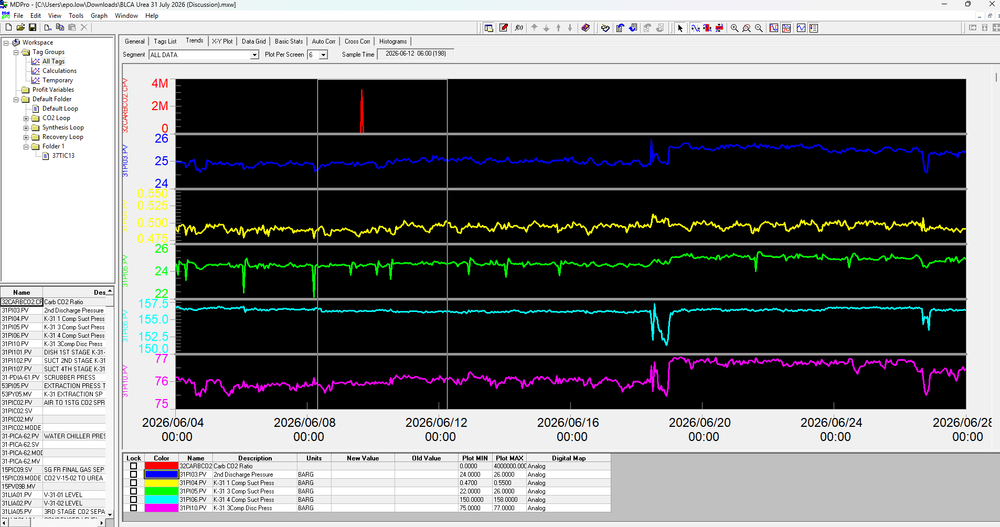 MDPro - [C:\Users\epo.low\Downloads\BLCA Urea 31 July 2026 (Discussion).mxw]
File Edit View Tools Graph Window Help
Workspace
Tag Groups
All Tags
Calculations
Temporary
Profit Variables
Default Folder
Default Loop
CO2 Loop
Synthesis Loop
Recovery Loop
Folder 1
37TIC13
Name Des
32CARBCO2.CF Carb CO2 Ratio
31PI03.PV 2nd Discharge Pressure
31PI04.PV K-31 1 Comp Suct Press
31PI05.PV K-31 3 Comp Suct Press
31PI06.PV K-31 4 Comp Suct Press
31PI10.PV K-31 3Comp Disc Press
31PI101.PV DISH 1ST STAGE K-31-
31PI102.PV SUCT 2ND STAGE K-31
31PI107.PV SUCT 4TH STAGE K-31
31-PDIA-61.PV SCRUBBER PRESS
53PI05.PV EXTRACTION PRESS T
53PY05.MV K-31 EXTRACTION SP
31PIC02.PV AIR TO 1STG CO2 SPR
31PIC02.SV
31PIC02.MV
31PIC02.MODE
31-PICA-62.PV WATER CHILLER PRES
31-PICA-62.SV
31-PICA-62.MOD
31-PICA-62.MV
15PIC09.SV SG FR FINAL GAS SEP
15PIC09.MODE CO2 V-15-02 TO UREA
15PV09B.MV
31LIA01.PV V-31-01 LEVEL
31LIA02.PV V-31-02 LEVEL
31LIA05.PV 3RD STAGE CO2 SEPA
General Tags List Trends X-Y Plot Data Grid Basic Stats Auto Corr Cross Corr Histograms
Segment ALL DATA Plot Per Screen 6 Sample Time 2026-06-12 06:00 (198)
32CARBCO2.CPV
4M
2M
0
31PI03.PV
26
25
24
31PI04.PV
0.550
0.525
0.500
0.475
31PI05.PV
26
24
22
31PI06.PV
157.5
155.0
152.5
150.0
31PI10.PV
77
76
75
2026/06/04 2026/06/08 2026/06/12 2026/06/16 2026/06/20 2026/06/24 2026/06/28
00:00 00:00 00:00 00:00 00:00 00:00 00:00
Lock Color Name Description Units New Value Old Value Plot MIN Plot MAX Digital Map
32CARBCO2 Carb CO2 Ratio 0.0000 4000000.000 Analog
31PI03.PV 2nd Discharge Pressure BARG 24.0000 26.0000 Analog
31PI04.PV K-31 1 Comp Suct Press BARG 0.4700 0.5500 Analog
31PI05.PV K-31 3 Comp Suct Press BARG 22.0000 26.0000 Analog
31PI06.PV K-31 4 Comp Suct Press BARG 150.0000 158.0000 Analog
31PI10.PV K-31 3Comp Disc Press BARG 75.0000 77.0000 Analog